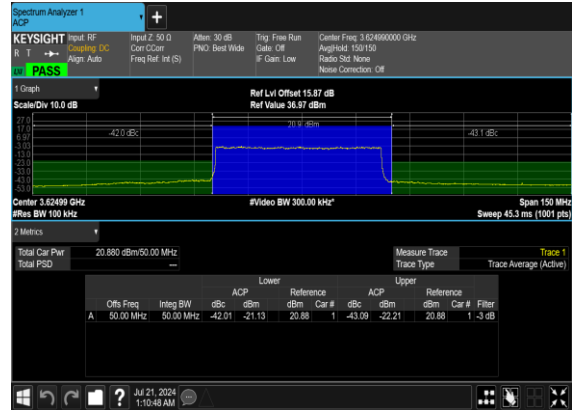 Spectrum Analyzer 1
ACP
+
KEYSIGHT Input: RF Input Z: 50 Ω Atten: 30 dB Trig: Free Run Center Freq: 3.624990000 GHz
R T Coupling: DC Corr CCorr PNO: Best Wide Gate: Off Avg|Hold: 150/150
Align: Auto Freq Ref: Int (S) IF Gain: Low Radio Std: None
PASS Noise Correction: Off
1 Graph Ref Lvl Offset 15.87 dB
Scale/Div 10.0 dB Ref Value 36.97 dBm
27.0 20.9 dBm
17.0 -42.0 dBc -43.1 dBc
6.97
-3.03
-13.0
-23.0
-33.0
-43.0
-53.0
Center 3.62499 GHz #Video BW 300.00 kHz* Span 150 MHz
#Res BW 100 kHz Sweep 45.3 ms (1001 pts)
2 Metrics
Total Car Pwr 20.880 dBm/50.00 MHz Measure Trace Trace 1
Total PSD --- Trace Type Trace Average (Active)
Lower Upper
ACP Reference ACP Reference
Offs Freq Integ BW dBc dBm dBm Car # dBc dBm dBm Car # Filter
A 50.00 MHz 50.00 MHz -42.01 -21.13 20.88 1 -43.09 -22.21 20.88 1 -3 dB
? Jul 21, 2024
1:10:48 AM